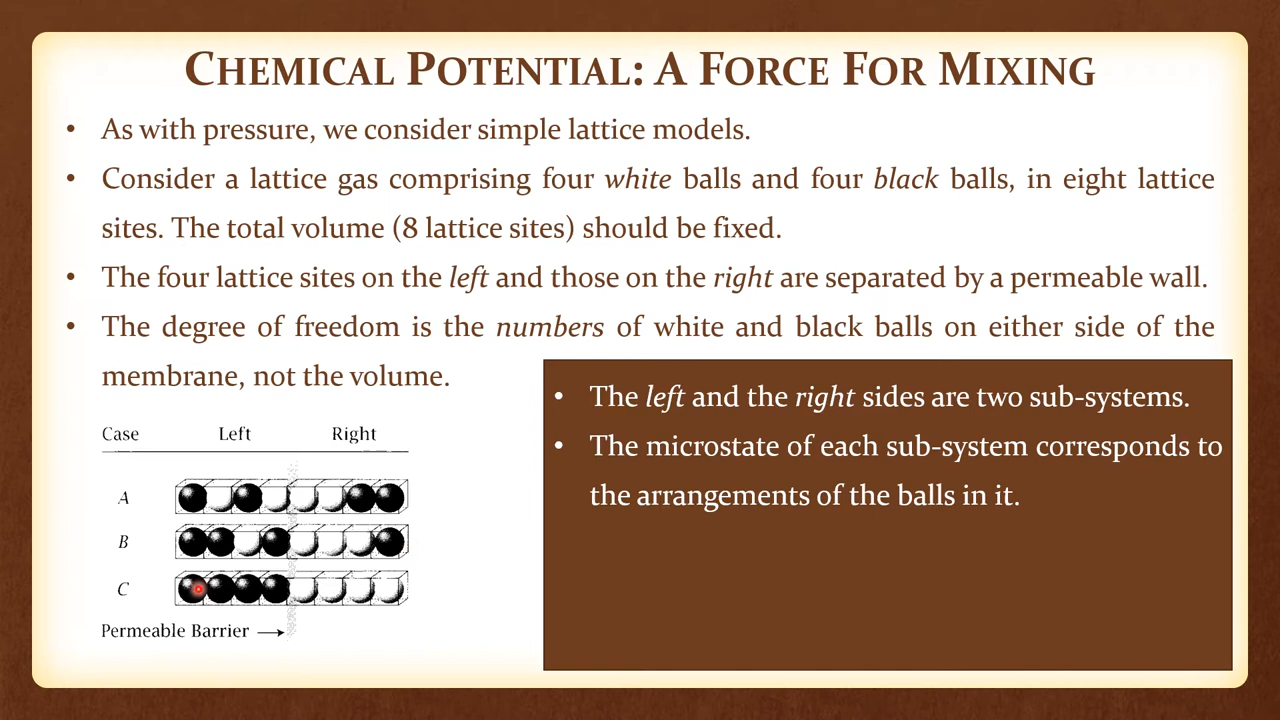 CHEMICAL POTENTIAL: A FORCE FOR MIXING
• As with pressure, we consider simple lattice models.
• Consider a lattice gas comprising four white balls and four black balls, in eight lattice
sites. The total volume (8 lattice sites) should be fixed.
• The four lattice sites on the left and those on the right are separated by a permeable wall.
• The degree of freedom is the numbers of white and black balls on either side of the
membrane, not the volume.
• The left and the right sides are two sub-systems.
• The microstate of each sub-system corresponds to
the arrangements of the balls in it.
Case Left Right
A
B
C
Permeable Barrier →